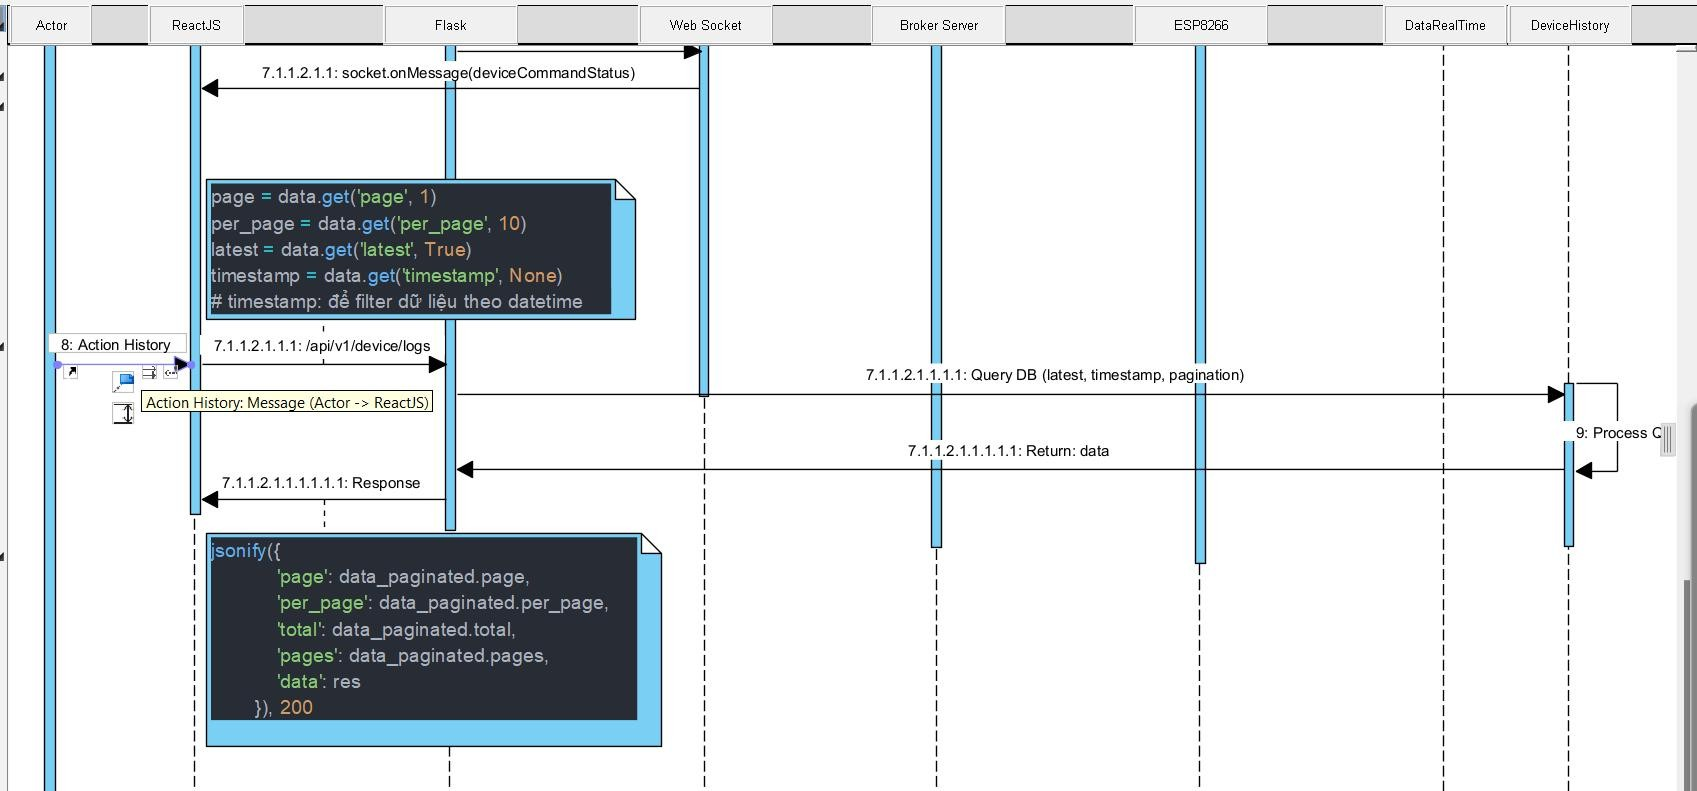 Actor
ReactJS
Flask
Web Socket
Broker Server
ESP8266
DataRealTime
DeviceHistory
7.1.1.2.1.1: socket.onMessage(deviceCommandStatus)
page = data.get('page', 1)
per_page = data.get('per_page', 10)
latest = data.get('latest', True)
timestamp = data.get('timestamp', None)
# timestamp: để filter dữ liệu theo datetime
8: Action History
7.1.1.2.1.1.1: /api/v1/device/logs
7.1.1.2.1.1.1.1: Query DB (latest, timestamp, pagination)
Action History: Message (Actor -> ReactJS)
9: Process
7.1.1.2.1.1.1.1.1: Return: data
7.1.1.2.1.1.1.1.1.1: Response
jsonify({
'page': data_paginated.page,
'per_page': data_paginated.per_page,
'total': data_paginated.total,
'pages': data_paginated.pages,
'data': res
}), 200